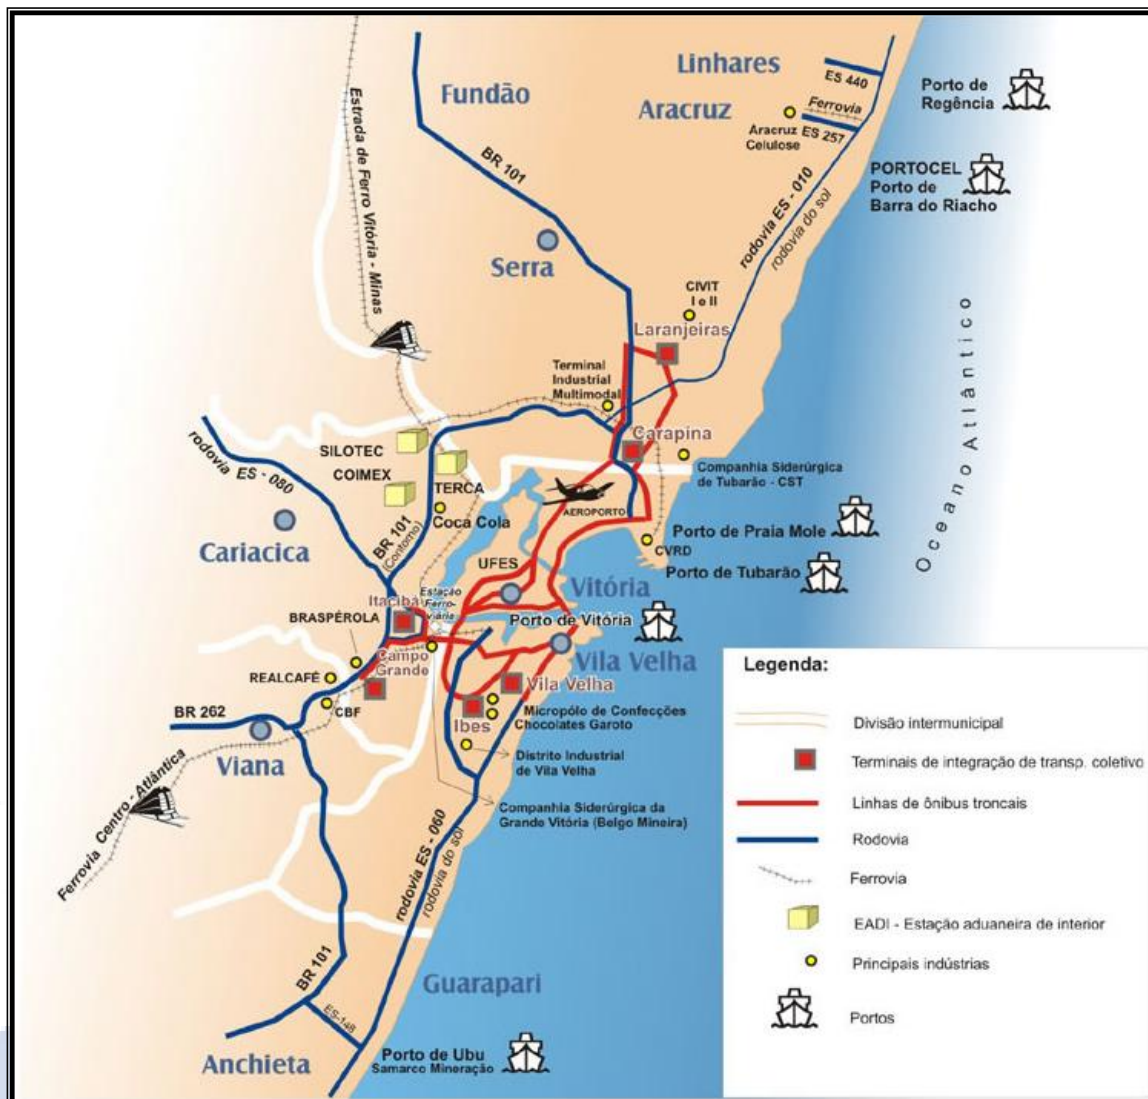 Linhares
Fundão
Aracruz
ES 440
Porto de
Regência
Ferrovia
Aracruz
Celulose
ES 257
Estrada de Ferro Vitória - Minas
BR 101
PORTOCEL
Porto de
Barra do Riacho
rodovia ES - 010
rodovia do sol
Serra
CIVIT
I e II
Laranjeiras
Oceano Atlântico
Terminal
Industrial
Multimodal
rodovia ES - 080
SILOTEC
COIMEX
TERCA
Carapina
Companhia Siderúrgica
de Tubarão - CST
Coca Cola
AEROPORTO
Cariacica
BR 101
(Contorno)
Porto de Praia Mole
CVRD
Porto de Tubarão
UFES
Vitória
Itacibá
Estação
Ferro-
viária
BRASPÉROLA
Porto de Vitória
Campo
Grande
Vila Velha
REALCAFÉ
Vila Velha
BR 262
CBF
Ibes
Micropólo de Confecções
Chocolates Garoto
Viana
Distrito Industrial
de Vila Velha
Ferrovia Centro - Atlântica
Companhia Siderúrgica da
Grande Vitória (Belgo Mineira)
rodovia ES - 060
rodovia do sol
BR 101
Guarapari
ES-148
Anchieta
Porto de Ubu
Samarco Mineração
Legenda:
Divisão intermunicipal
Terminais de integração de transp. coletivo
Linhas de ônibus troncais
Rodovia
Ferrovia
EADI - Estação aduaneira de interior
Principais indústrias
Portos